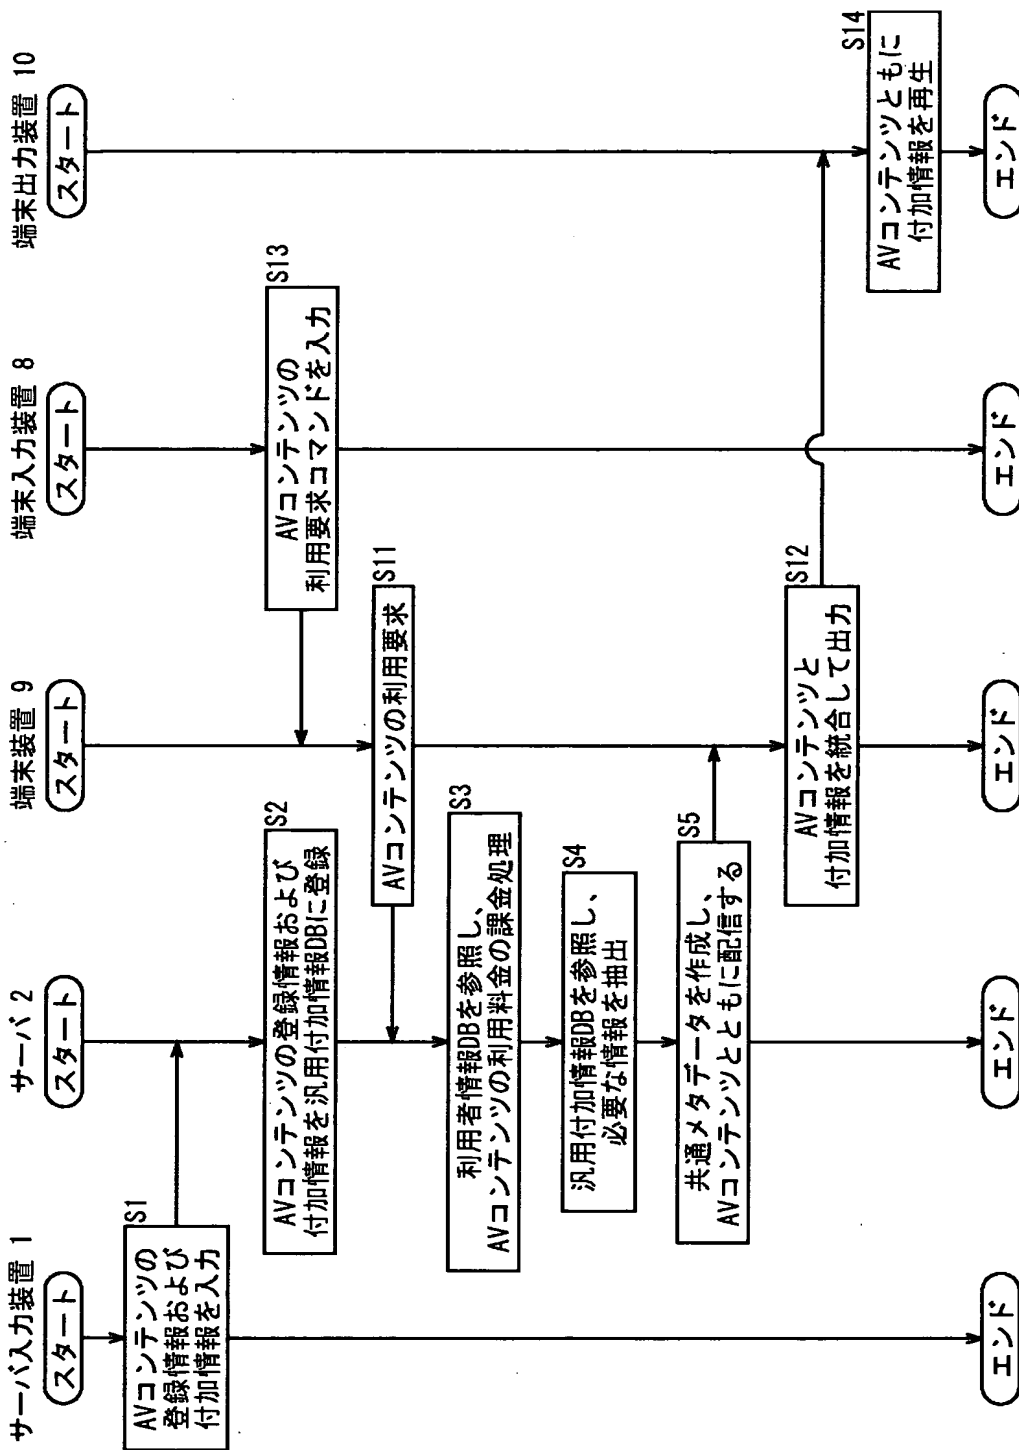 サーバ入力装置 1
スタート
S1
AVコンテンツの
登録情報および
付加情報を入力
エンド
サーバ 2
スタート
S2
AVコンテンツの登録情報および
付加情報を汎用付加情報DBに登録
S3
利用者情報DBを参照し、
AVコンテンツの利用料金の課金処理
S4
汎用付加情報DBを参照し、
必要な情報を抽出
S5
共通メタデータを作成し、
AVコンテンツとともに配信する
エンド
端末装置 9
スタート
S11
AVコンテンツの利用要求
S12
AVコンテンツと
付加情報を統合して出力
エンド
端末入力装置 8
スタート
S13
AVコンテンツの
利用要求コマンドを入力
エンド
端末出力装置 10
スタート
S14
AVコンテンツともに
付加情報を再生
エンド